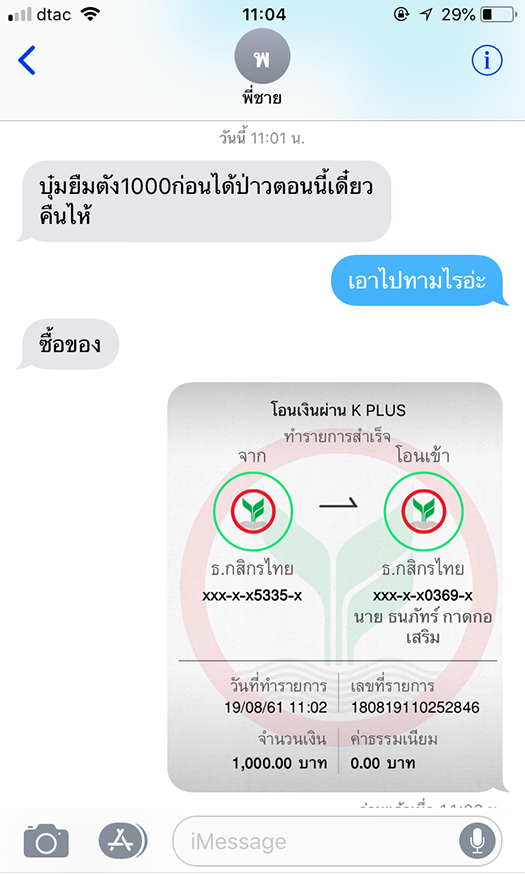 dtac 11:04 29%
พ
พี่ชาย
วันนี้ 11:01 น.
บุ๋มยืมตัง1000ก่อนได้ป่าวตอนนี้เดี๋ยว
คืนไห้
เอาไปทามไรอ่ะ
ซื้อของ
โอนเงินผ่าน K PLUS
ทำรายการสำเร็จ
จาก โอนเข้า
ธ.กสิกรไทย ธ.กสิกรไทย
xxx-x-x5335-x xxx-x-x0369-x
นาย ธนภัทร์ กาดกอ
เสริม
วันที่ทำรายการ เลขที่รายการ
19/08/61 11:02 180819110252846
จำนวนเงิน ค่าธรรมเนียม
1,000.00 บาท 0.00 บาท
iMessage